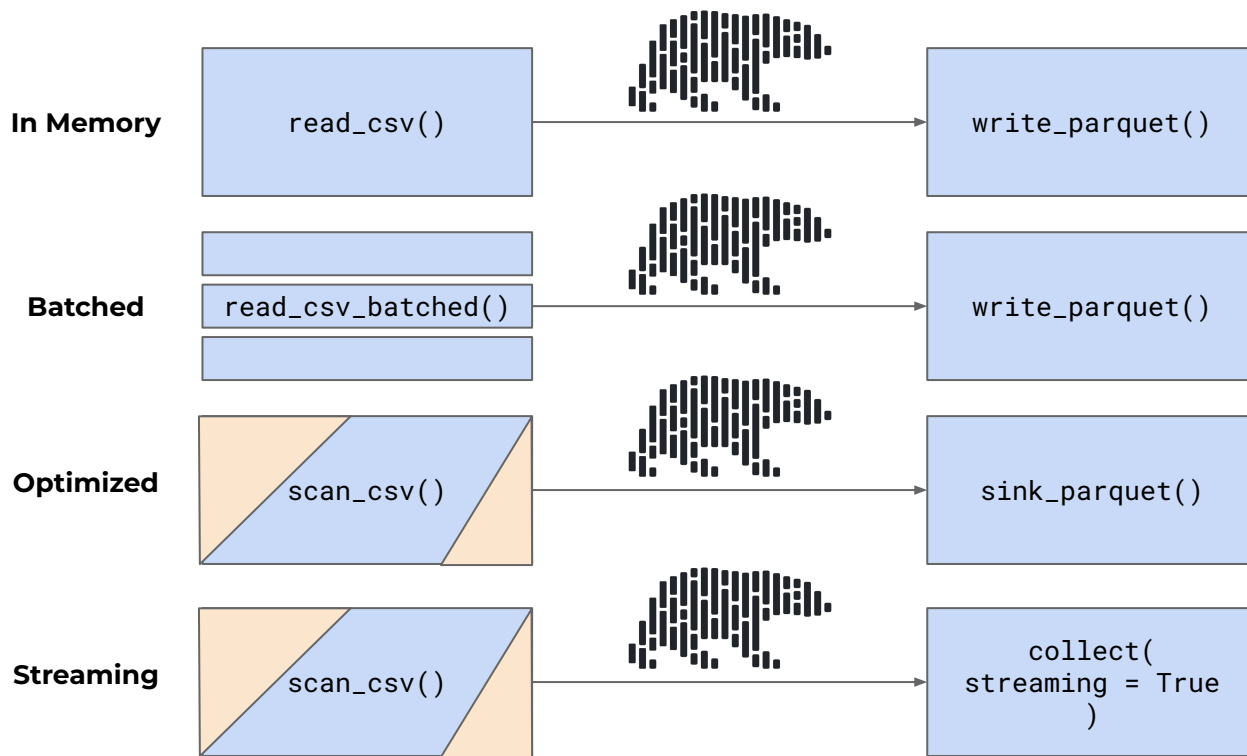 In Memory
read_csv()
write_parquet()
Batched
read_csv_batched()
write_parquet()
Optimized
scan_csv()
sink_parquet()
Streaming
scan_csv()
collect(
streaming = True
)